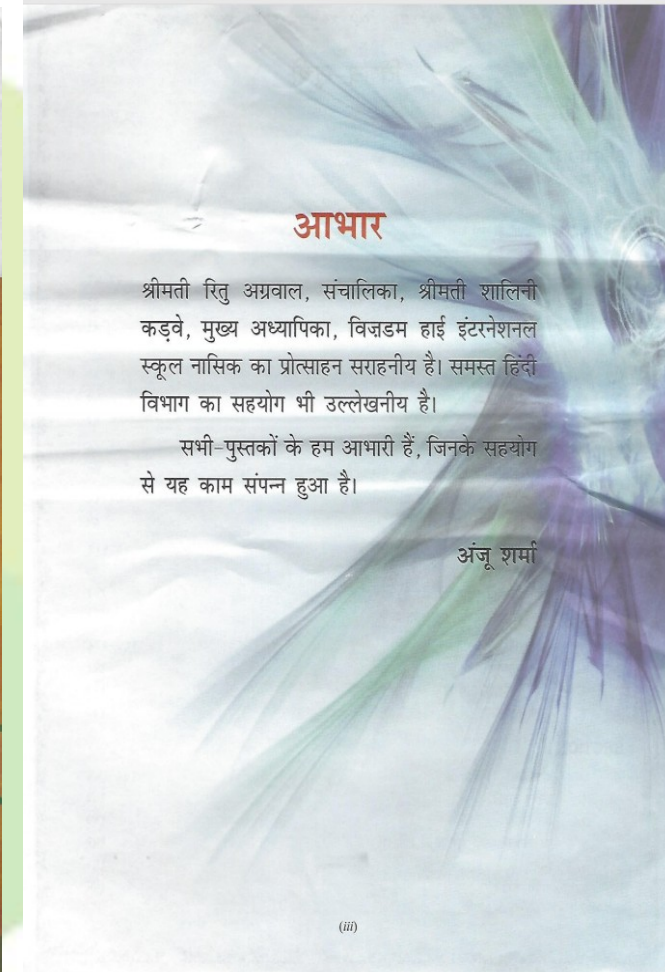 आभार
श्रीमती रितु अग्रवाल, संचालिका, श्रीमती शालिनी
कड़वे, मुख्य अध्यापिका, विज़डम हाई इंटरनेशनल
स्कूल नासिक का प्रोत्साहन सराहनीय है। समस्त हिंदी
विभाग का सहयोग भी उल्लेखनीय है।
सभी-पुस्तकों के हम आभारी हैं, जिनके सहयोग
से यह काम संपन्न हुआ है।
अंजू शर्मा
(iii)